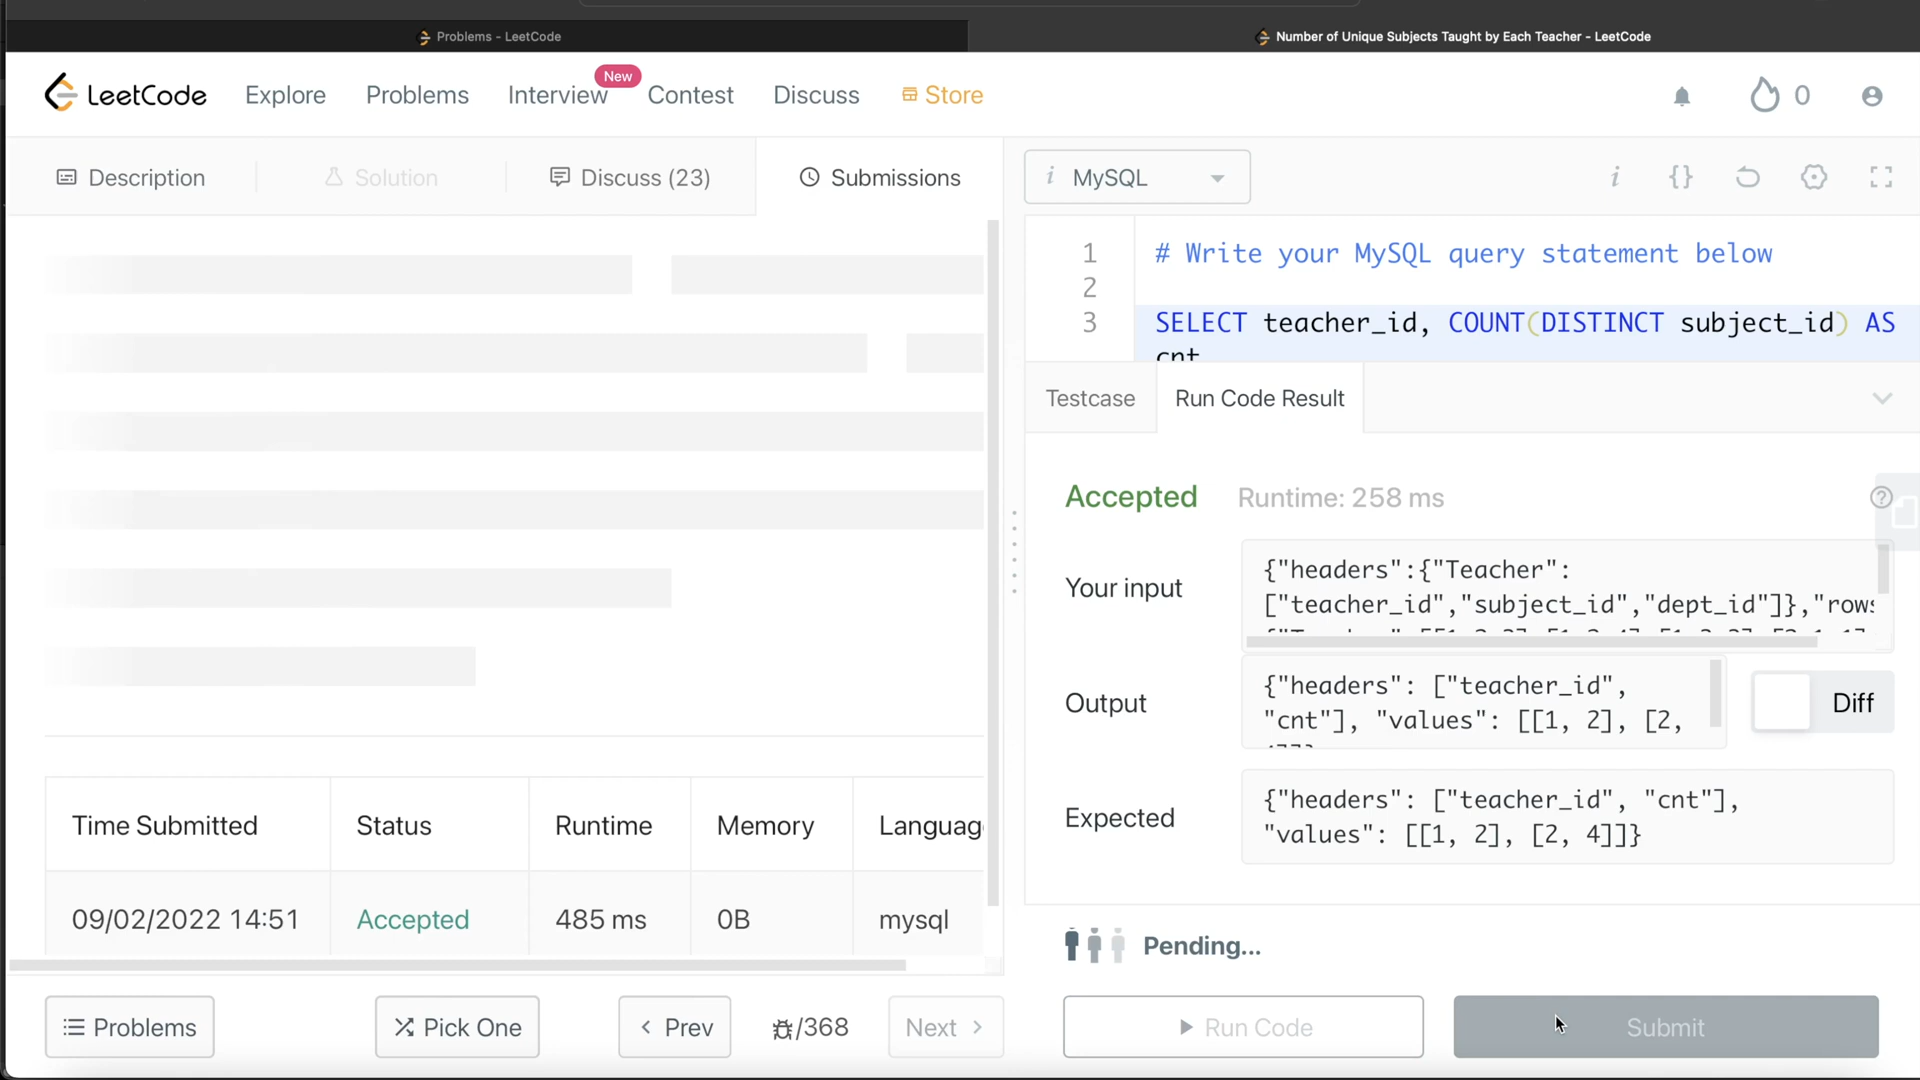 Problems - LeetCode
Number of Unique Subjects Taught by Each Teacher - LeetCode
LeetCode
Explore
Problems
Interview
New
Contest
Discuss
Store
0
Description
Solution
Discuss (23)
Submissions
i MySQL
i {}
1 # Write your MySQL query statement below
2
3 SELECT teacher_id, COUNT(DISTINCT subject_id) AS
cnt
Testcase
Run Code Result
Accepted
Runtime: 258 ms
Your input
{"headers":{"Teacher":
["teacher_id","subject_id","dept_id"]},"rows
Output
{"headers": ["teacher_id",
"cnt"], "values": [[1, 2], [2,
Diff
Expected
{"headers": ["teacher_id", "cnt"],
"values": [[1, 2], [2, 4]]}
Time Submitted
Status
Runtime
Memory
Languag
09/02/2022 14:51
Accepted
485 ms
0B
mysql
Pending...
Problems
Pick One
Prev
/368
Next
Run Code
Submit